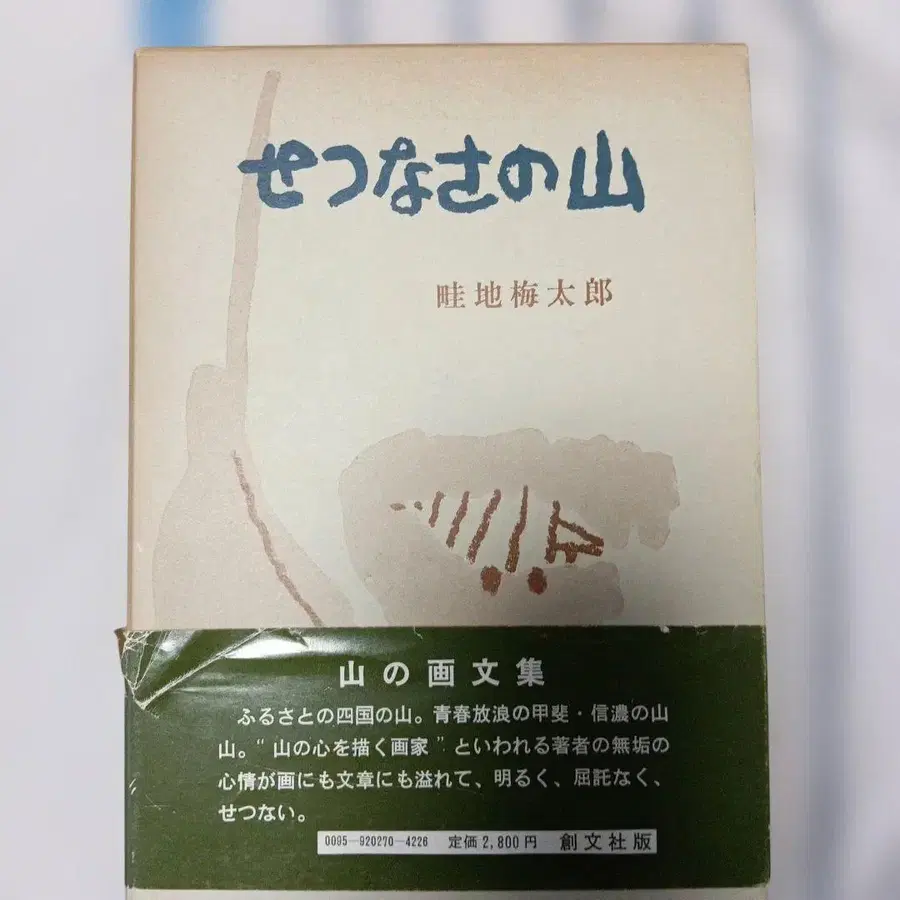 せつなさの山
畦地梅太郎
山の画文集
ふるさとの四国の山。青春放浪の甲斐・信濃の山
山。“山の心を描く画家”といわれる著者の無垢の
心情が画にも文章にも溢れて、明るく、屈託なく、
せつない。
0095-920270-4226 定価2,800円 創文社版